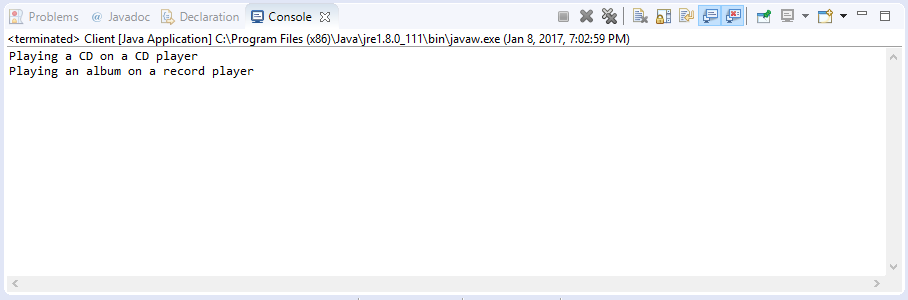 Problems @ Javadoc Declaration Console
<terminated> Client [Java Application] C:\Program Files (x86)\Java\jre1.8.0_111\bin\javaw.exe (Jan 8, 2017, 7:02:59 PM)
Playing a CD on a CD player
Playing an album on a record player